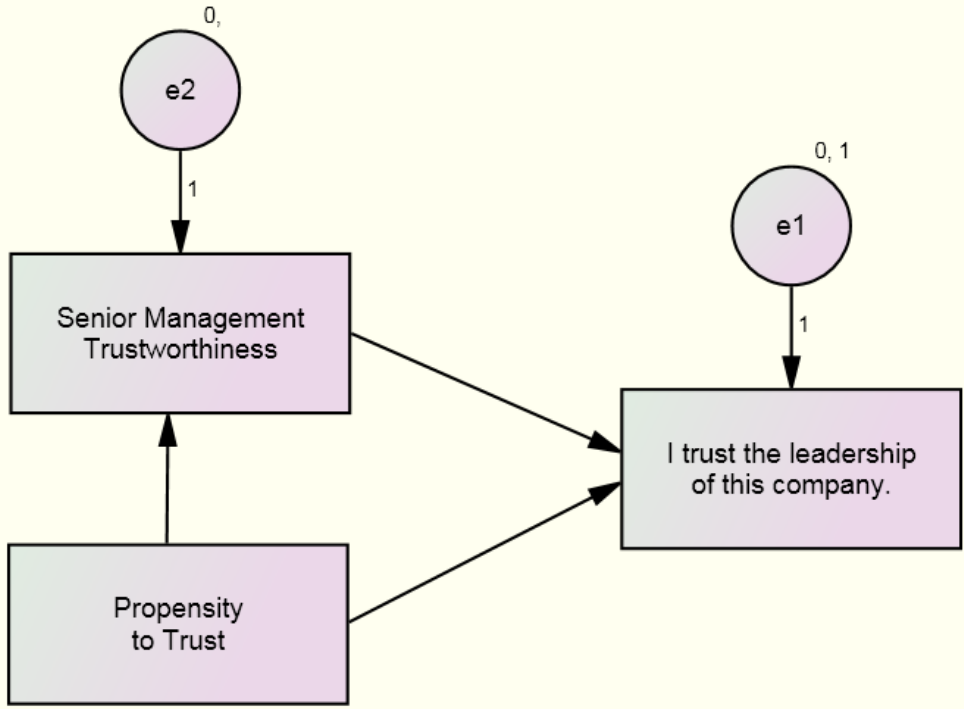 0,
e2
1
0, 1
e1
1
Senior Management
Trustworthiness
I trust the leadership
of this company.
Propensity
to Trust